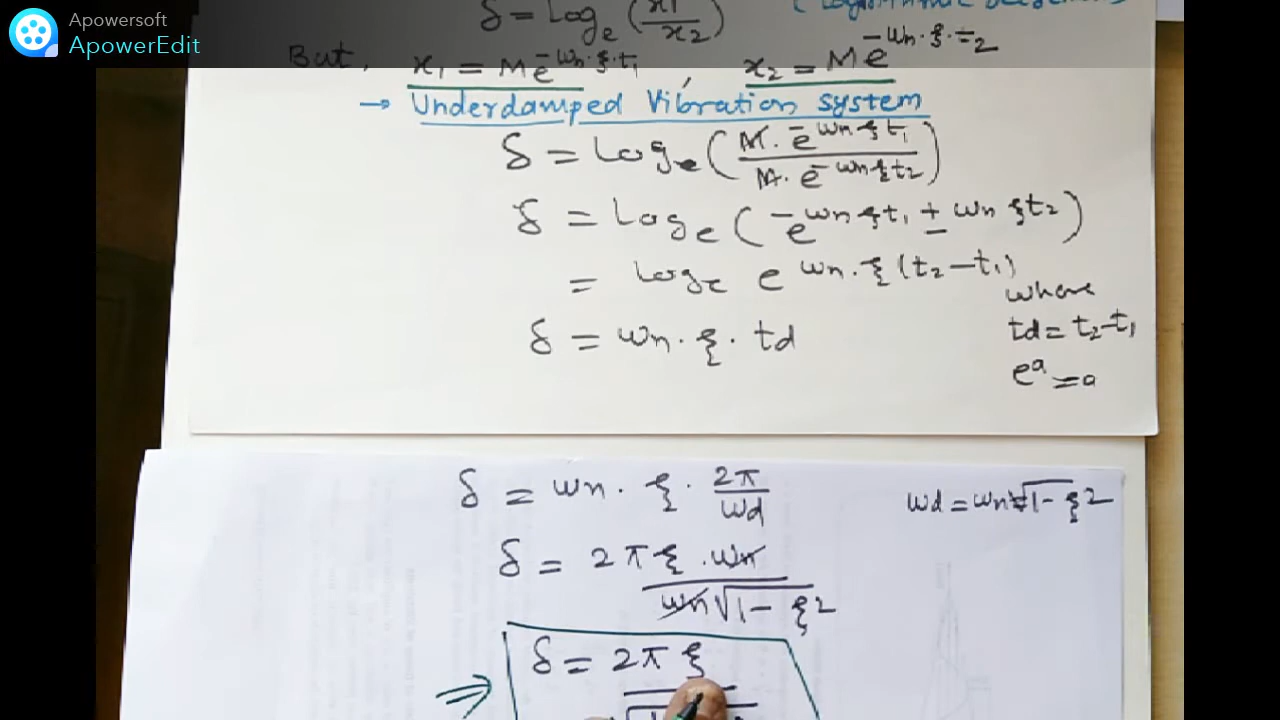 Apowersoft
ApowerEdit
δ = Loge (x1/x2)
But, x1 = Me^-ωn·ξ·t1 , x2 = Me^-ωn·ξ·t2
→ Underdamped Vibration system
δ = Loge (M·e^-ωnξt1 / M·e^-ωnξt2)
δ = Loge (e^-ωnξt1 ± ωnξt2)
= Loge e^ωn·ξ(t2-t1)
where
δ = ωn · ξ · td
td = t2-t1
e^a = a
δ = ωn · ξ · 2π/ωd
ωd = ωn√1-ξ2
δ = 2πξ·ωn / ωn√1-ξ2
⇒ δ = 2πξ